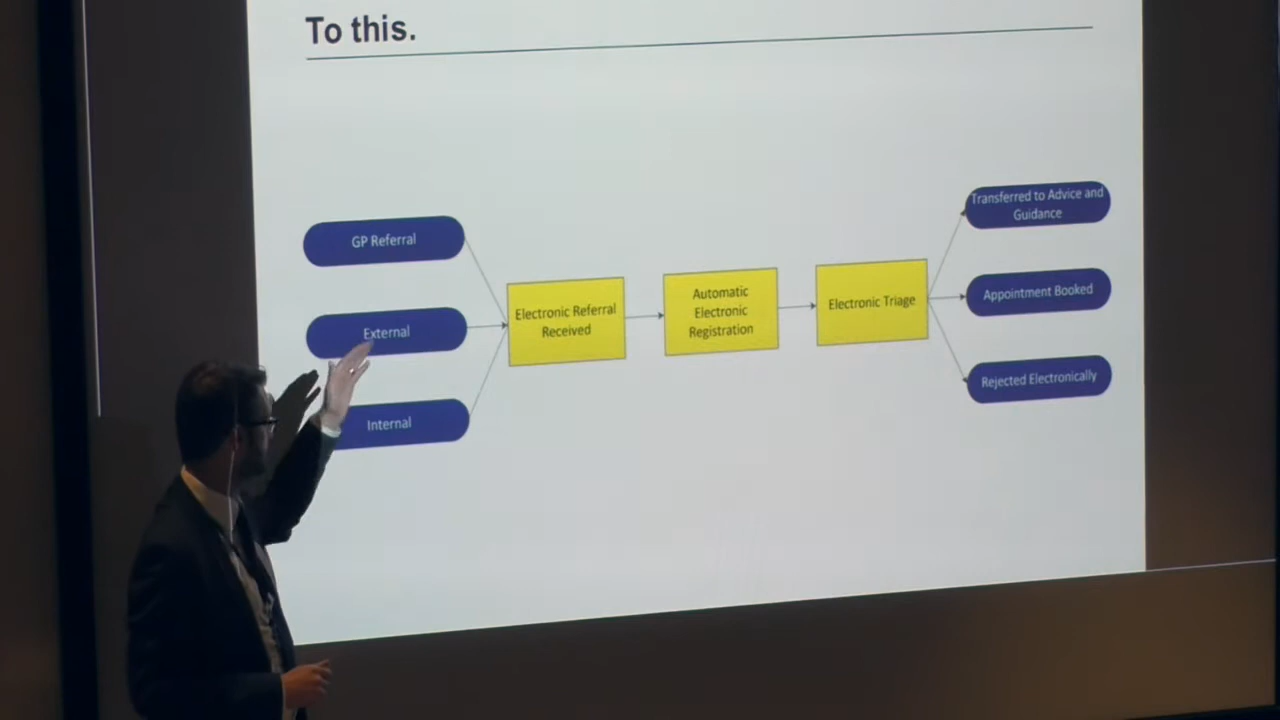 To this.
GP Referral
External
Internal
Electronic Referral
Received
Automatic
Electronic
Registration
Electronic Triage
Transferred to Advice and
Guidance
Appointment Booked
Rejected Electronically